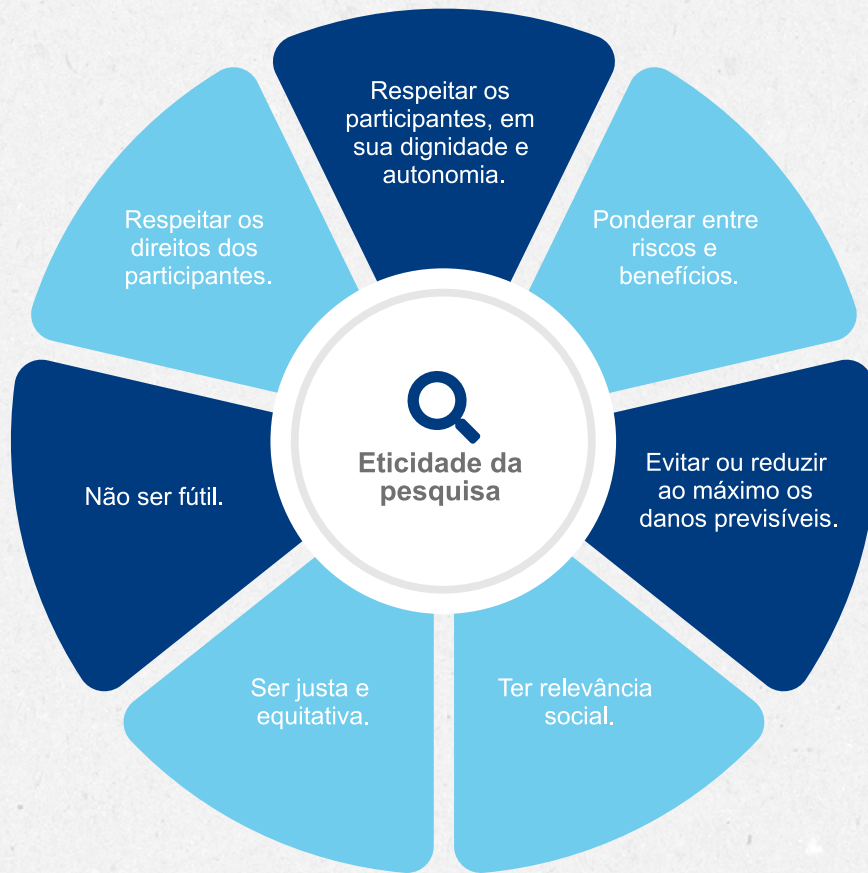 Respeitar os
participantes, em
sua dignidade e
autonomia.
Ponderar entre
riscos e
benefícios.
Evitar ou reduzir
ao máximo os
danos previsíveis.
Ter relevância
social.
Ser justa e
equitativa.
Não ser fútil.
Respeitar os
direitos dos
participantes.
Eticidade da
pesquisa